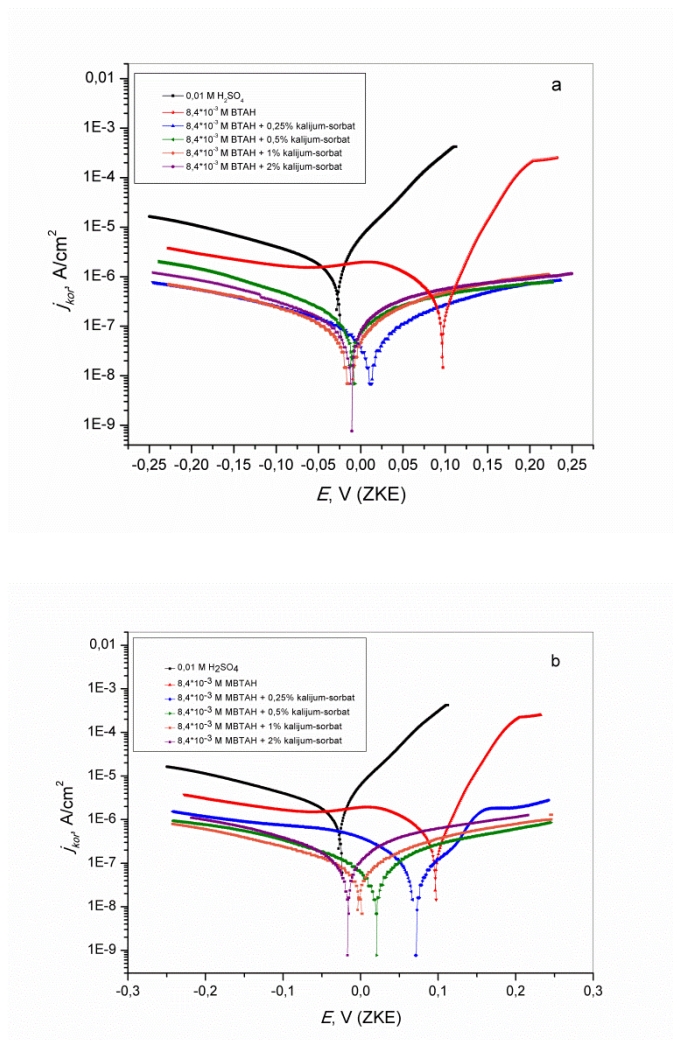 a
0,01
1E-3
1E-4
1E-5
1E-6
1E-7
1E-8
1E-9
j_kor, A/cm²
0,01 M H₂SO₄
8,4*10⁻³ M BTAH
8,4*10⁻³ M BTAH + 0,25% kalijum-sorbat
8,4*10⁻³ M BTAH + 0,5% kalijum-sorbat
8,4*10⁻³ M BTAH + 1% kalijum-sorbat
8,4*10⁻³ M BTAH + 2% kalijum-sorbat
-0,25 -0,20 -0,15 -0,10 -0,05 0,00 0,05 0,10 0,15 0,20 0,25
E, V (ZKE)
b
0,01
1E-3
1E-4
1E-5
1E-6
1E-7
1E-8
1E-9
j_kor, A/cm²
0,01 M H2SO4
8,4*10⁻³ M MBTAH
8,4*10⁻³ M MBTAH + 0,25% kalijum-sorbat
8,4*10⁻³ M MBTAH + 0,5% kalijum-sorbat
8,4*10⁻³ M MBTAH + 1% kalijum-sorbat
8,4*10⁻³ M MBTAH + 2% kalijum-sorbat
-0,3 -0,2 -0,1 0,0 0,1 0,2 0,3
E, V (ZKE)